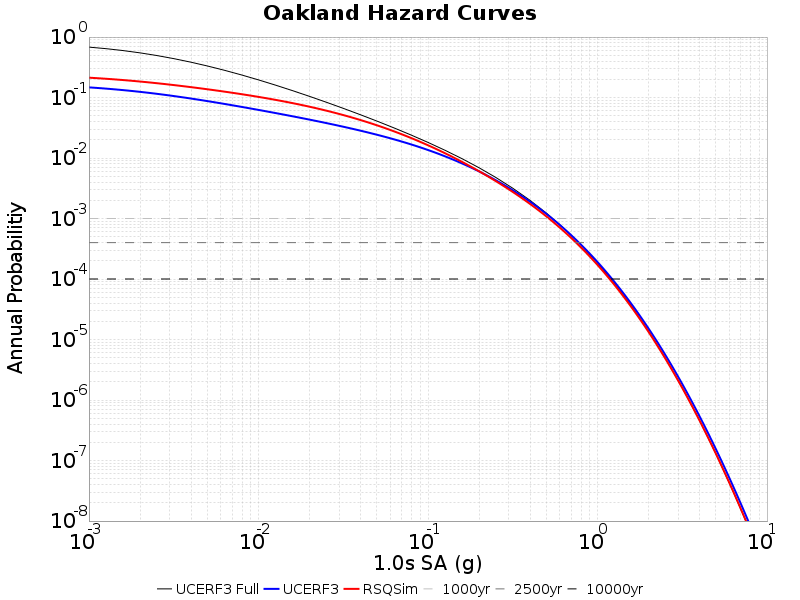 Oakland Hazard Curves
Annual Probabilitiy
10^0
10^-1
10^-2
10^-3
10^-4
10^-5
10^-6
10^-7
10^-8
10^-3 10^-2 10^-1 10^0 10^1
1.0s SA (g)
UCERF3 Full UCERF3 RSQSim 1000yr 2500yr 10000yr